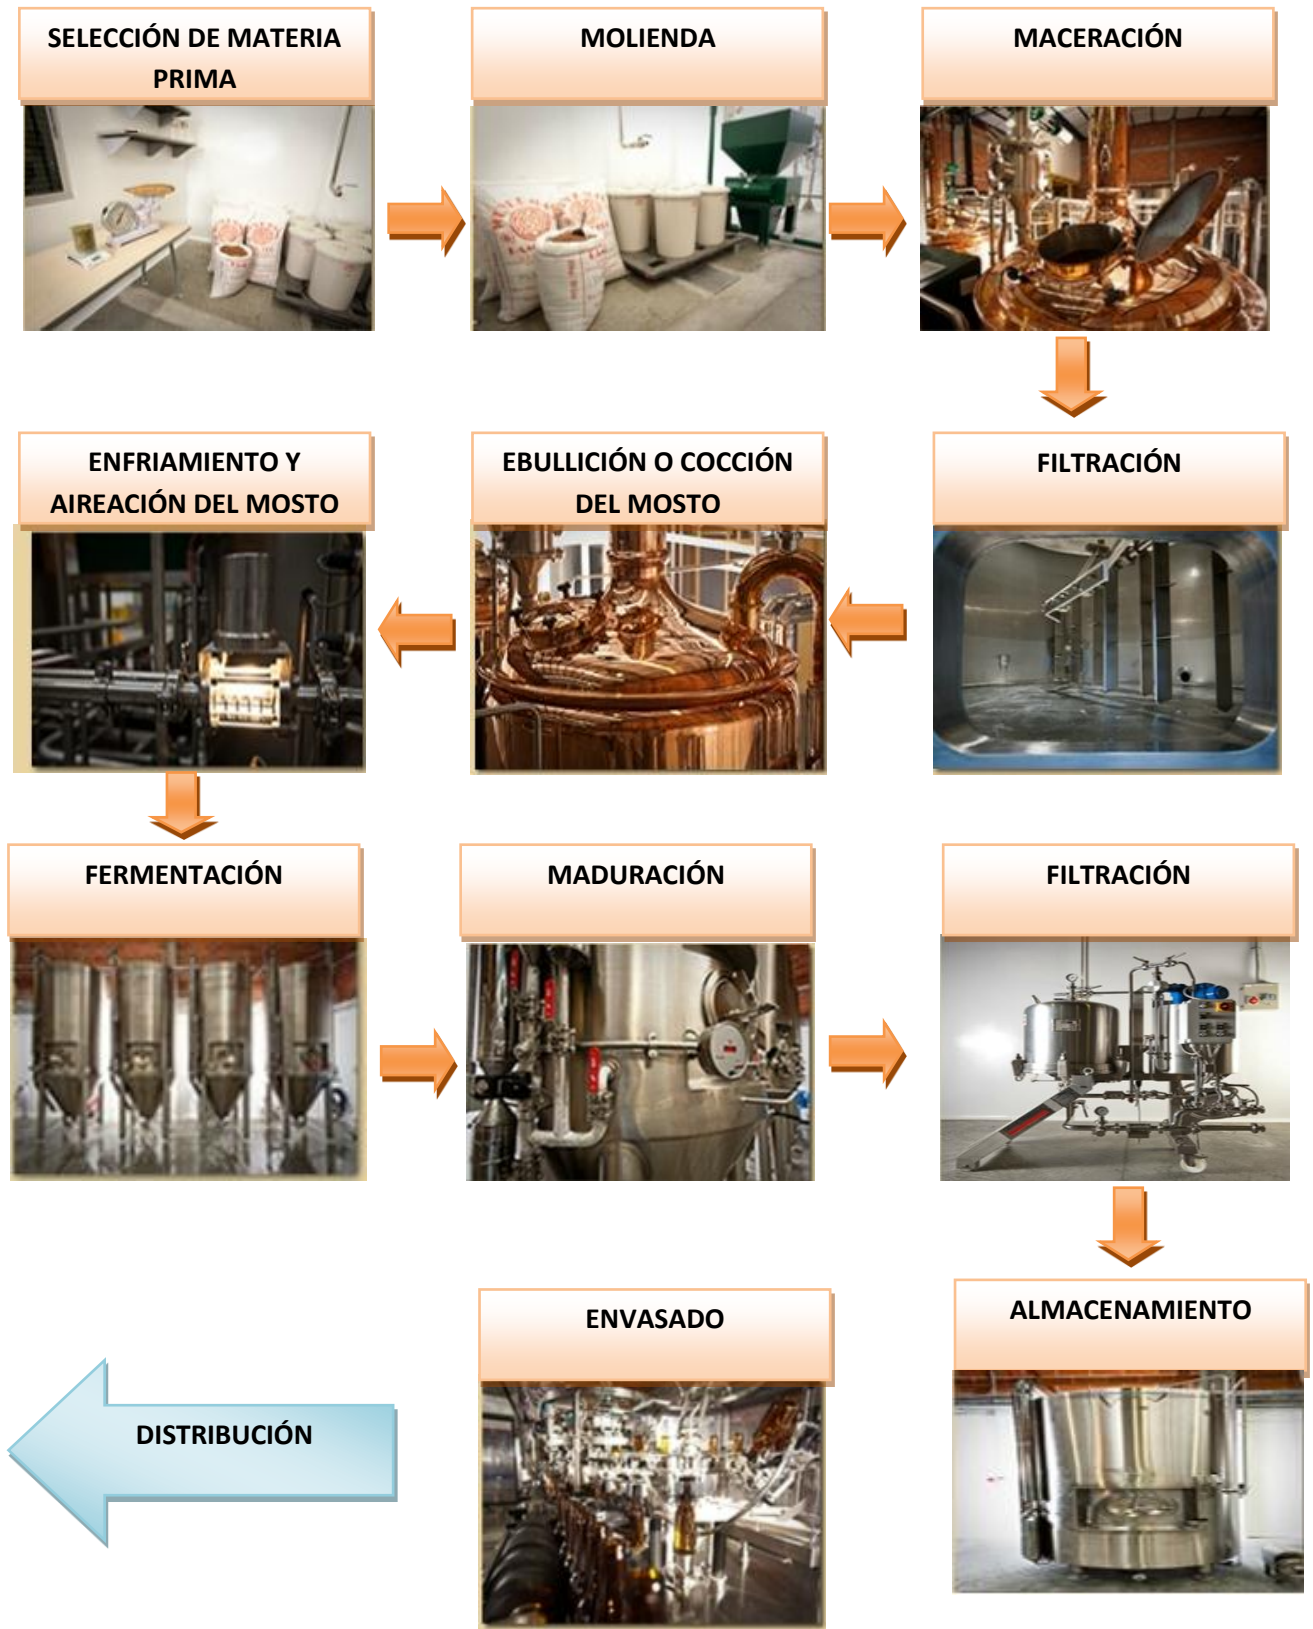 SELECCIÓN DE MATERIA
PRIMA
MOLIENDA
MACERACIÓN
FILTRACIÓN
EBULLICIÓN O COCCIÓN
DEL MOSTO
ENFRIAMIENTO Y
AIREACIÓN DEL MOSTO
FERMENTACIÓN
MADURACIÓN
FILTRACIÓN
ALMACENAMIENTO
ENVASADO
DISTRIBUCIÓN